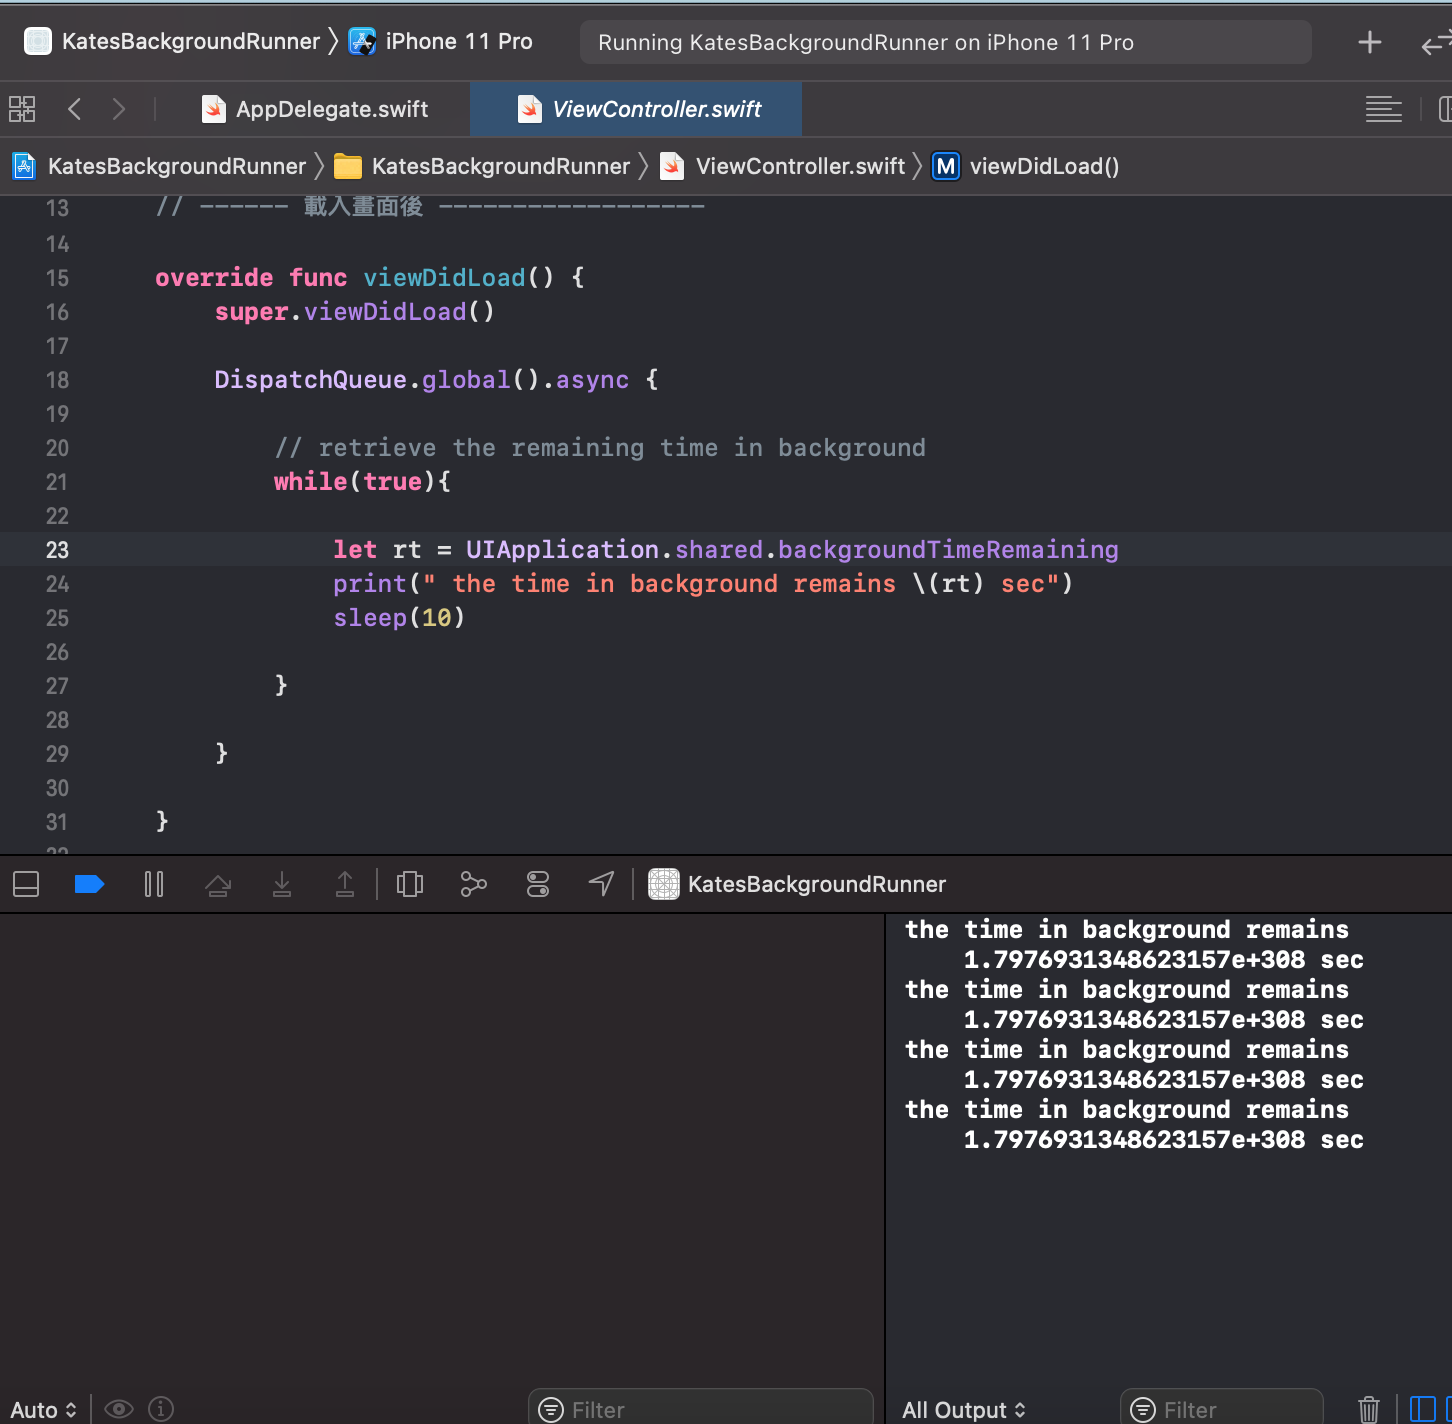 KatesBackgroundRunner 〉 iPhone 11 Pro
Running KatesBackgroundRunner on iPhone 11 Pro
AppDelegate.swift
ViewController.swift
KatesBackgroundRunner 〉 KatesBackgroundRunner 〉 ViewController.swift 〉 M viewDidLoad()
13 // ------ 載入畫面後 ------------------
14
15 override func viewDidLoad() {
16 super.viewDidLoad()
17
18 DispatchQueue.global().async {
19
20 // retrieve the remaining time in background
21 while(true){
22
23 let rt = UIApplication.shared.backgroundTimeRemaining
24 print(" the time in background remains \(rt) sec")
25 sleep(10)
26
27 }
28
29 }
30
31 }
KatesBackgroundRunner
the time in background remains
1.7976931348623157e+308 sec
the time in background remains
1.7976931348623157e+308 sec
the time in background remains
1.7976931348623157e+308 sec
the time in background remains
1.7976931348623157e+308 sec
Auto
Filter
All Output
Filter